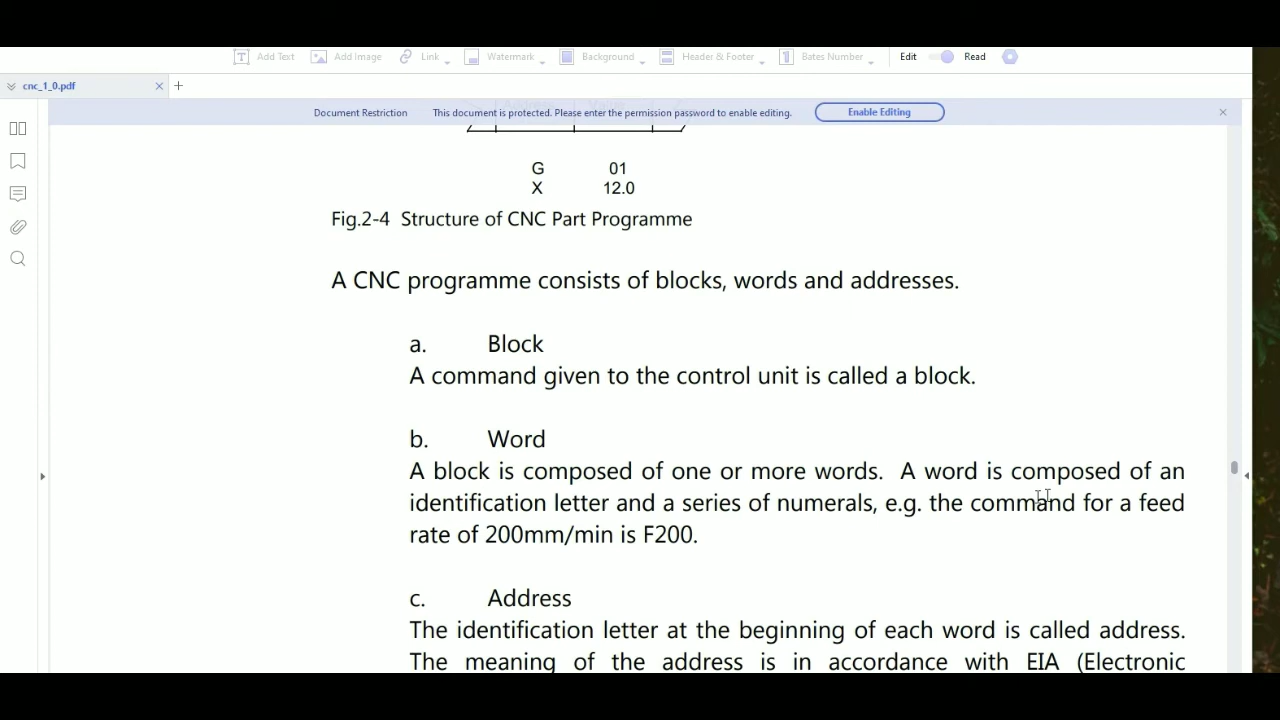 Add Text Add Image Link Watermark Background Header & Footer Bates Number Edit Read
cnc_1_0.pdf
Document Restriction This document is protected. Please enter the permission password to enable editing. Enable Editing
G 01
X 12.0
Fig.2-4 Structure of CNC Part Programme
A CNC programme consists of blocks, words and addresses.
a. Block
A command given to the control unit is called a block.
b. Word
A block is composed of one or more words. A word is composed of an
identification letter and a series of numerals, e.g. the command for a feed
rate of 200mm/min is F200.
c. Address
The identification letter at the beginning of each word is called address.
The meaning of the address is in accordance with EIA (Electronic